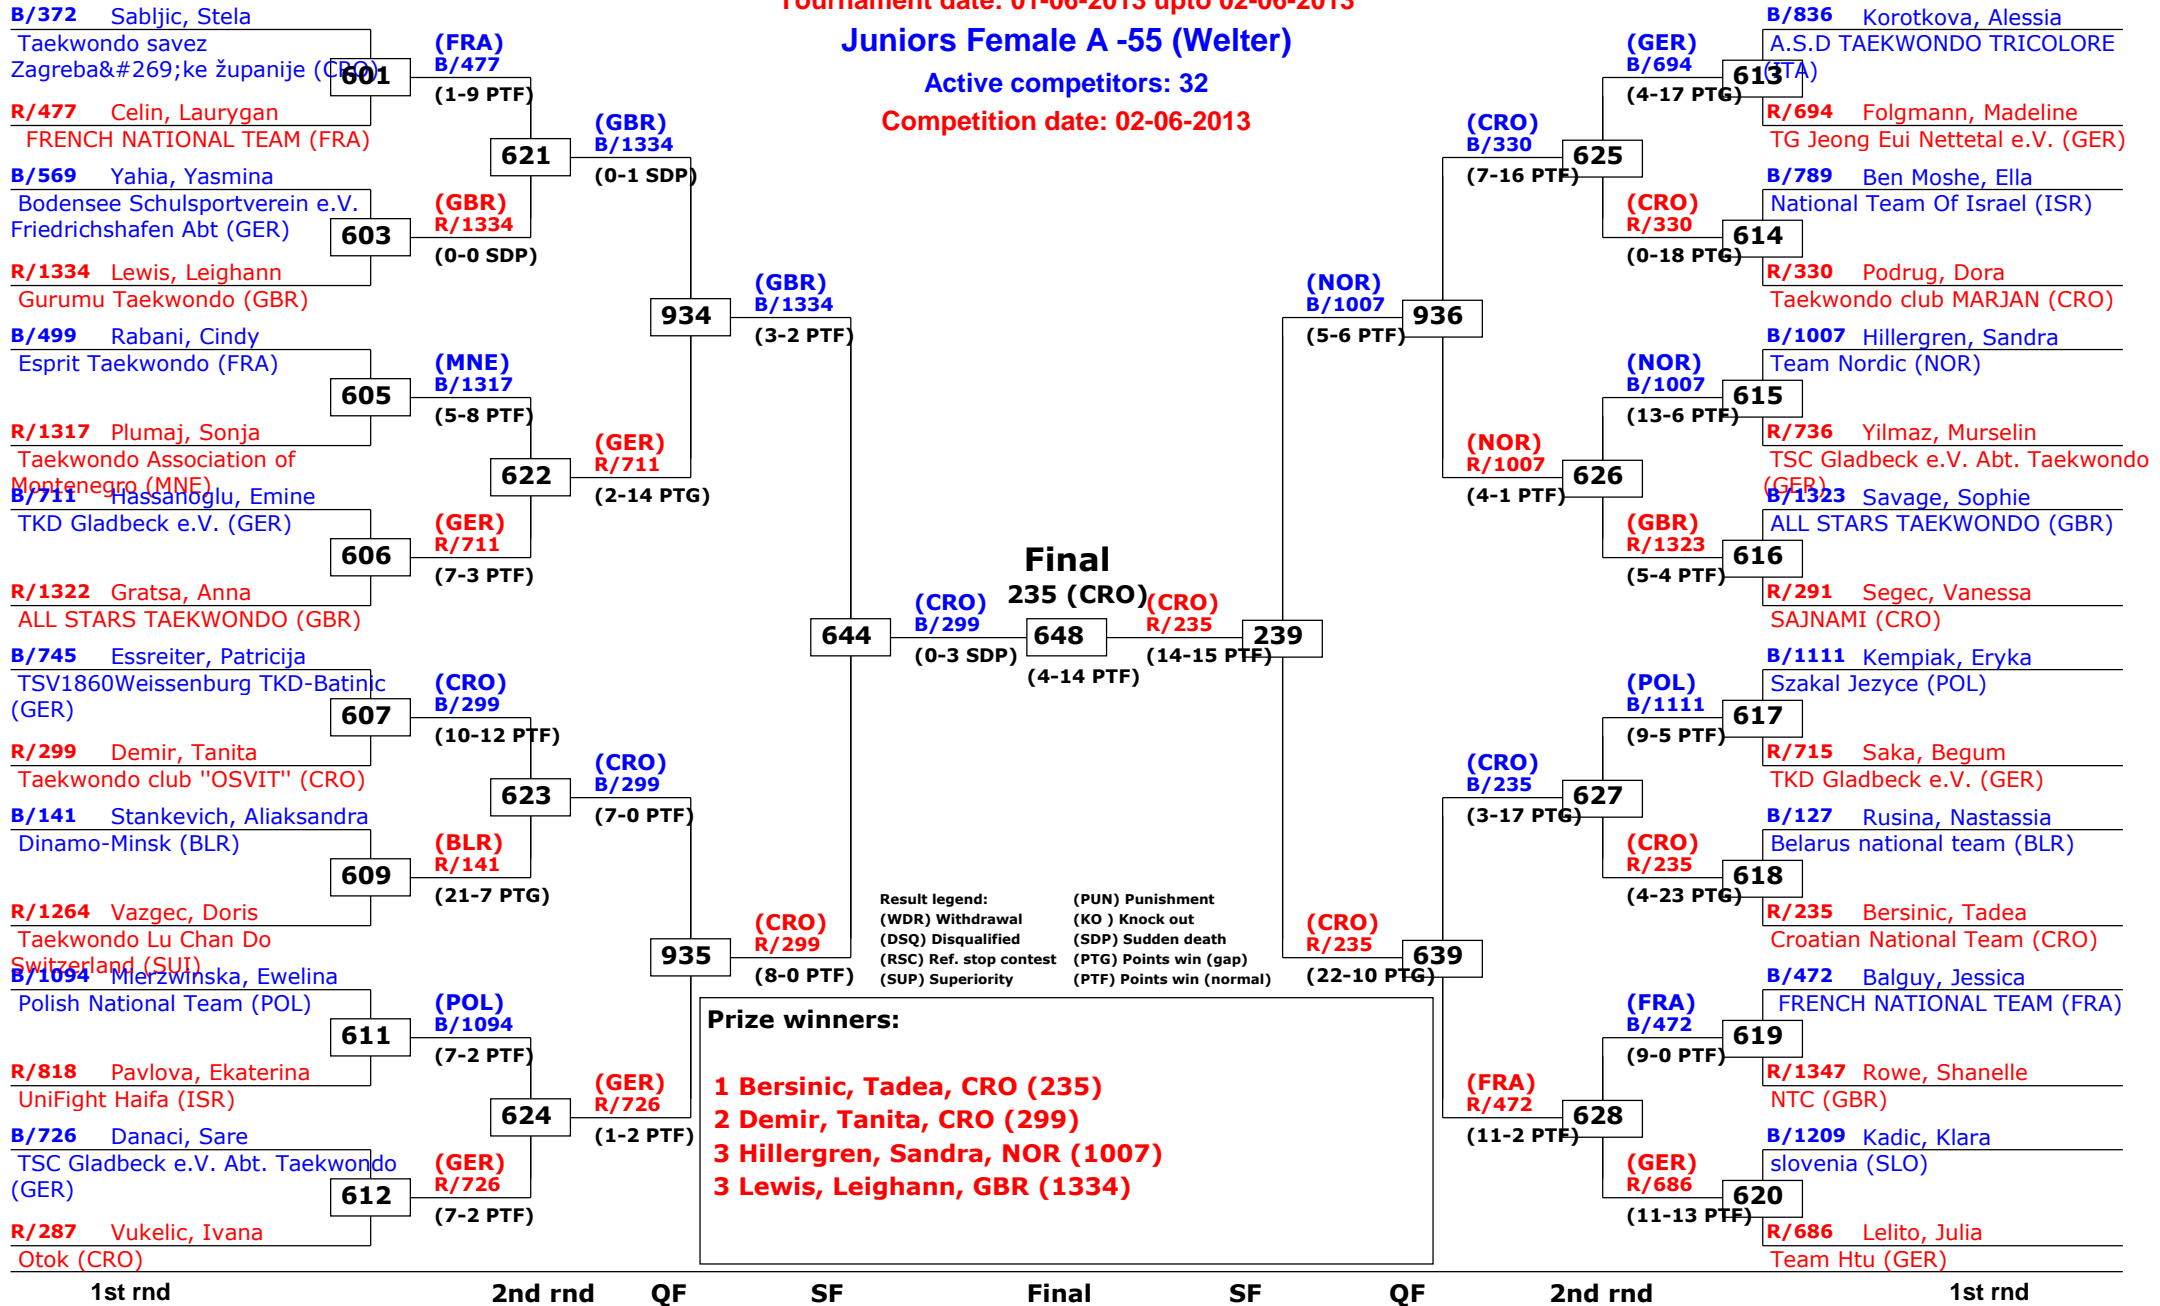 Tournament date: 01-06-2013 upto 02-06-2013
Juniors Female A -55 (Welter)
Active competitors: 32
Competition date: 02-06-2013
B/372 Sabljic, Stela
Taekwondo savez
Zagreba&#269;ke županije (CRO)
601
R/477 Celin, Laurygan
FRENCH NATIONAL TEAM (FRA)
B/569 Yahia, Yasmina
Bodensee Schulsportverein e.V.
Friedrichshafen Abt (GER)
603
R/1334 Lewis, Leighann
Gurumu Taekwondo (GBR)
B/499 Rabani, Cindy
Esprit Taekwondo (FRA)
605
R/1317 Plumaj, Sonja
Taekwondo Association of
Montenegro (MNE)
B/711 Hassanoglu, Emine
TKD Gladbeck e.V. (GER)
606
R/1322 Gratsa, Anna
ALL STARS TAEKWONDO (GBR)
B/745 Essreiter, Patricija
TSV1860Weissenburg TKD-Batinic
(GER)
607
R/299 Demir, Tanita
Taekwondo club "OSVIT" (CRO)
B/141 Stankevich, Aliaksandra
Dinamo-Minsk (BLR)
609
R/1264 Vazgec, Doris
Taekwondo Lu Chan Do
Switzerland (SUI)
B/1094 Mierzwinska, Ewelina
Polish National Team (POL)
611
R/818 Pavlova, Ekaterina
UniFight Haifa (ISR)
B/726 Danaci, Sare
TSC Gladbeck e.V. Abt. Taekwondo
(GER)
612
R/287 Vukelic, Ivana
Otok (CRO)
(FRA)
B/477
(1-9 PTF)
621
(GBR)
R/1334
(0-0 SDP)
(MNE)
B/1317
(5-8 PTF)
622
(GER)
R/711
(7-3 PTF)
(CRO)
B/299
(10-12 PTF)
623
(BLR)
R/141
(21-7 PTG)
(POL)
B/1094
(7-2 PTF)
624
(GER)
R/726
(7-2 PTF)
(GBR)
B/1334
(0-1 SDP)
934
(GER)
R/711
(2-14 PTG)
(CRO)
B/299
(7-0 PTF)
935
(GER)
R/726
(1-2 PTF)
(GBR)
B/1334
(3-2 PTF)
644
(CRO)
R/299
(8-0 PTF)
(CRO)
B/299
(0-3 SDP)
Final
235 (CRO)
648
(4-14 PTF)
(CRO)
R/235
(14-15 PTF)
239
(NOR)
B/1007
(5-6 PTF)
(CRO)
R/235
(22-10 PTG)
(CRO)
B/330
(7-16 PTF)
936
(NOR)
R/1007
(4-1 PTF)
(CRO)
B/235
(3-17 PTG)
639
(FRA)
R/472
(11-2 PTF)
(GER)
B/694
(4-17 PTG)
625
(CRO)
R/330
(0-18 PTG)
(NOR)
B/1007
(13-6 PTF)
626
(GBR)
R/1323
(5-4 PTF)
(POL)
B/1111
(9-5 PTF)
627
(CRO)
R/235
(4-23 PTG)
(FRA)
B/472
(9-0 PTF)
628
(GER)
R/686
(11-13 PTF)
B/836 Korotkova, Alessia
A.S.D TAEKWONDO TRICOLORE
(ITA)
613
R/694 Folgmann, Madeline
TG Jeong Eui Nettetal e.V. (GER)
B/789 Ben Moshe, Ella
National Team Of Israel (ISR)
614
R/330 Podrug, Dora
Taekwondo club MARJAN (CRO)
B/1007 Hillergren, Sandra
Team Nordic (NOR)
615
R/736 Yilmaz, Murselin
TSC Gladbeck e.V. Abt. Taekwondo
(GER)
B/1323 Savage, Sophie
ALL STARS TAEKWONDO (GBR)
616
R/291 Segec, Vanessa
SAJNAMI (CRO)
B/1111 Kempiak, Eryka
Szakal Jezyce (POL)
617
R/715 Saka, Begum
TKD Gladbeck e.V. (GER)
B/127 Rusina, Nastassia
Belarus national team (BLR)
618
R/235 Bersinic, Tadea
Croatian National Team (CRO)
B/472 Balguy, Jessica
FRENCH NATIONAL TEAM (FRA)
619
R/1347 Rowe, Shanelle
NTC (GBR)
B/1209 Kadic, Klara
slovenia (SLO)
620
R/686 Lelito, Julia
Team Htu (GER)
Result legend:
(WDR) Withdrawal
(DSQ) Disqualified
(RSC) Ref. stop contest
(SUP) Superiority
(PUN) Punishment
(KO ) Knock out
(SDP) Sudden death
(PTG) Points win (gap)
(PTF) Points win (normal)
Prize winners:
1 Bersinic, Tadea, CRO (235)
2 Demir, Tanita, CRO (299)
3 Hillergren, Sandra, NOR (1007)
3 Lewis, Leighann, GBR (1334)
1st rnd 2nd rnd QF SF Final SF QF 2nd rnd 1st rnd